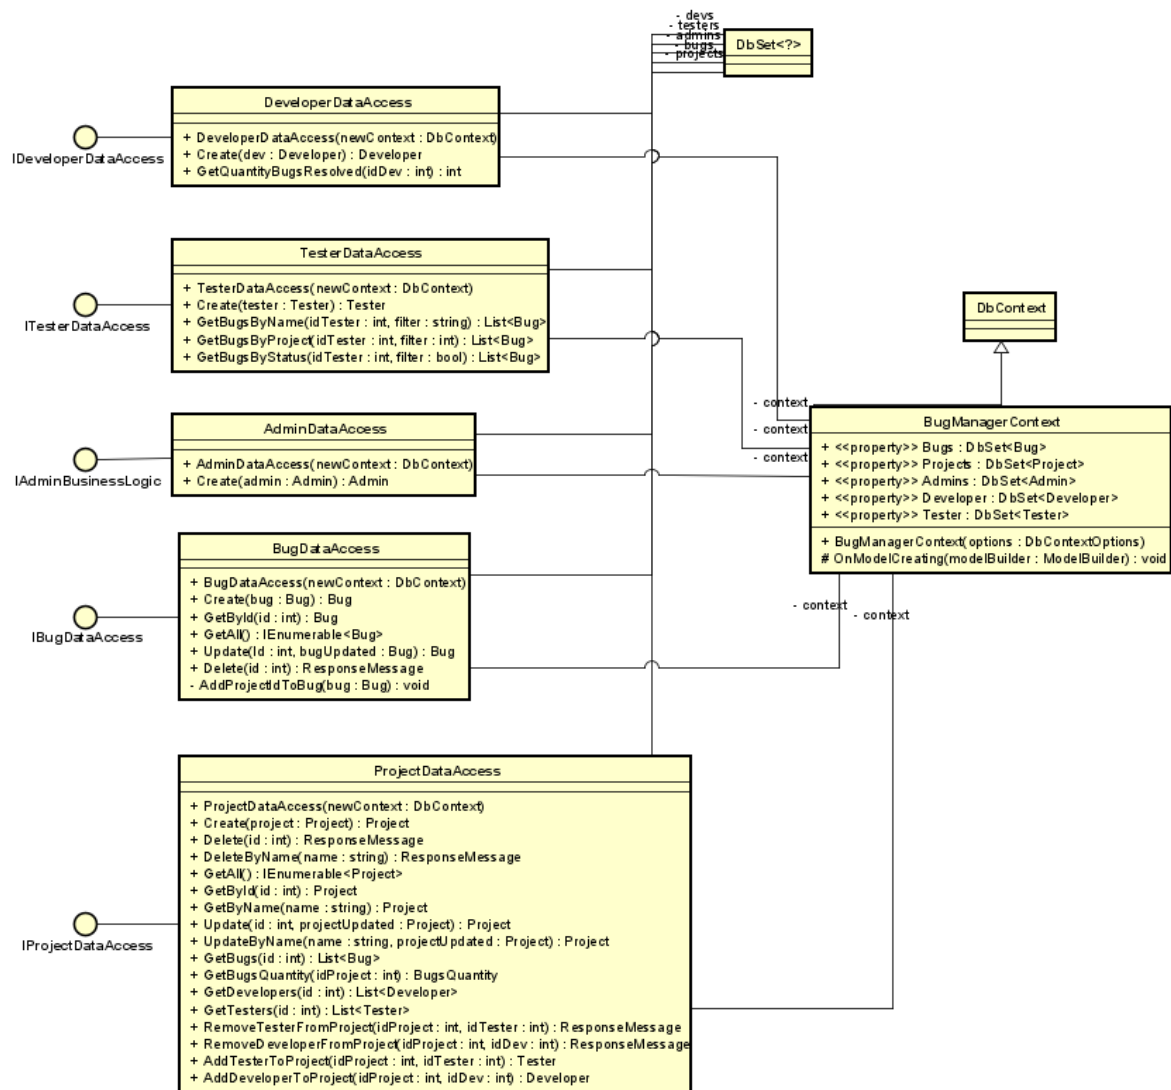 - devs
- testers
- admins
- bugs
- projects
DbSet<?>
DeveloperDataAccess
+ DeveloperDataAccess(newContext : DbContext)
+ Create(dev : Developer) : Developer
+ GetQuantityBugsResolved(idDev : int) : int
IDeveloperDataAccess
TesterDataAccess
+ TesterDataAccess(newContext : DbContext)
+ Create(tester : Tester) : Tester
+ GetBugsByName(idTester : int, filter : string) : List<Bug>
+ GetBugsByProject(idTester : int, filter : int) : List<Bug>
+ GetBugsByStatus(idTester : int, filter : bool) : List<Bug>
ITesterDataAccess
DbContext
- context
- context
- context
AdminDataAccess
+ AdminDataAccess(newContext : DbContext)
+ Create(admin : Admin) : Admin
IAdminBusinessLogic
BugManagerContext
+ <<property>> Bugs : DbSet<Bug>
+ <<property>> Projects : DbSet<Project>
+ <<property>> Admins : DbSet<Admin>
+ <<property>> Developer : DbSet<Developer>
+ <<property>> Tester : DbSet<Tester>
+ BugManagerContext(options : DbContextOptions)
# OnModelCreating(modelBuilder : ModelBuilder) : void
BugDataAccess
+ BugDataAccess(newContext : DbContext)
+ Create(bug : Bug) : Bug
+ GetById(id : int) : Bug
+ GetAll() : IEnumerable<Bug>
+ Update(Id : int, bugUpdated : Bug) : Bug
+ Delete(id : int) : ResponseMessage
- AddProjectIdToBug(bug : Bug) : void
IBugDataAccess
- context
- context
ProjectDataAccess
+ ProjectDataAccess(newContext : DbContext)
+ Create(project : Project) : Project
+ Delete(id : int) : ResponseMessage
+ DeleteByName(name : string) : ResponseMessage
+ GetAll() : IEnumerable<Project>
+ GetById(id : int) : Project
+ GetByName(name : string) : Project
+ Update(id : int, projectUpdated : Project) : Project
+ UpdateByName(name : string, projectUpdated : Project) : Project
+ GetBugs(id : int) : List<Bug>
+ GetBugsQuantity(idProject : int) : BugsQuantity
+ GetDevelopers(id : int) : List<Developer>
+ GetTesters(id : int) : List<Tester>
+ RemoveTesterFromProject(idProject : int, idTester : int) : ResponseMessage
+ RemoveDeveloperFromProject(idProject : int, idDev : int) : ResponseMessage
+ AddTesterToProject(idProject : int, idTester : int) : Tester
+ AddDeveloperToProject(idProject : int, idDev : int) : Developer
IProjectDataAccess